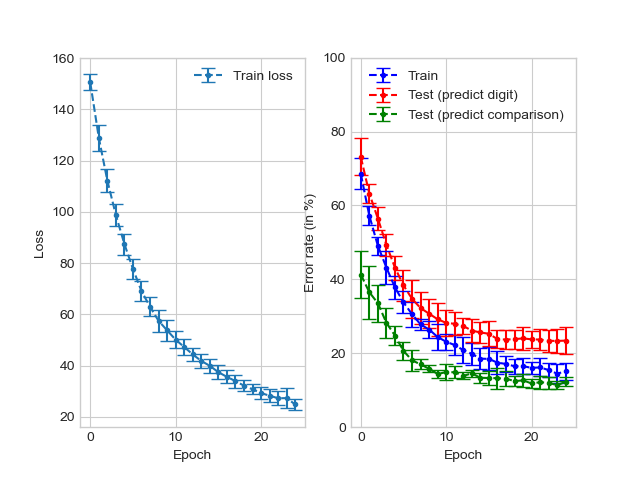 160
140
120
100
80
60
40
20
Loss
0
10
20
Epoch
Train loss
100
80
60
40
20
0
Error rate (in %)
0
10
20
Epoch
Train
Test (predict digit)
Test (predict comparison)